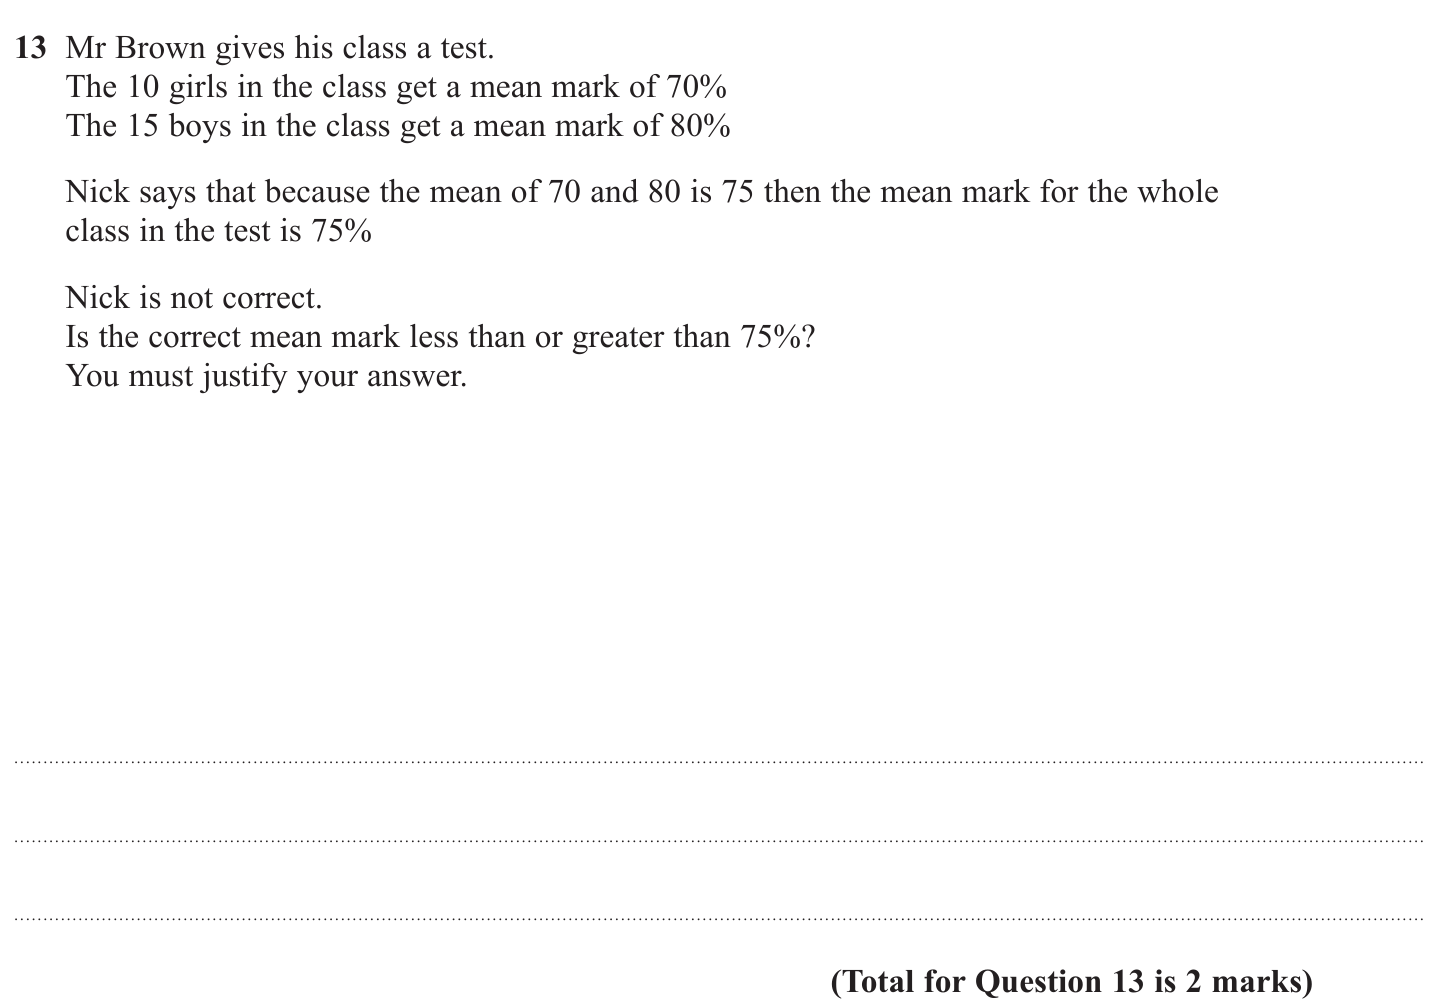 13 Mr Brown gives his class a test.
The 10 girls in the class get a mean mark of 70%
The 15 boys in the class get a mean mark of 80%
Nick says that because the mean of 70 and 80 is 75 then the mean mark for the whole
class in the test is 75%
Nick is not correct.
Is the correct mean mark less than or greater than 75%?
You must justify your answer.
(Total for Question 13 is 2 marks)